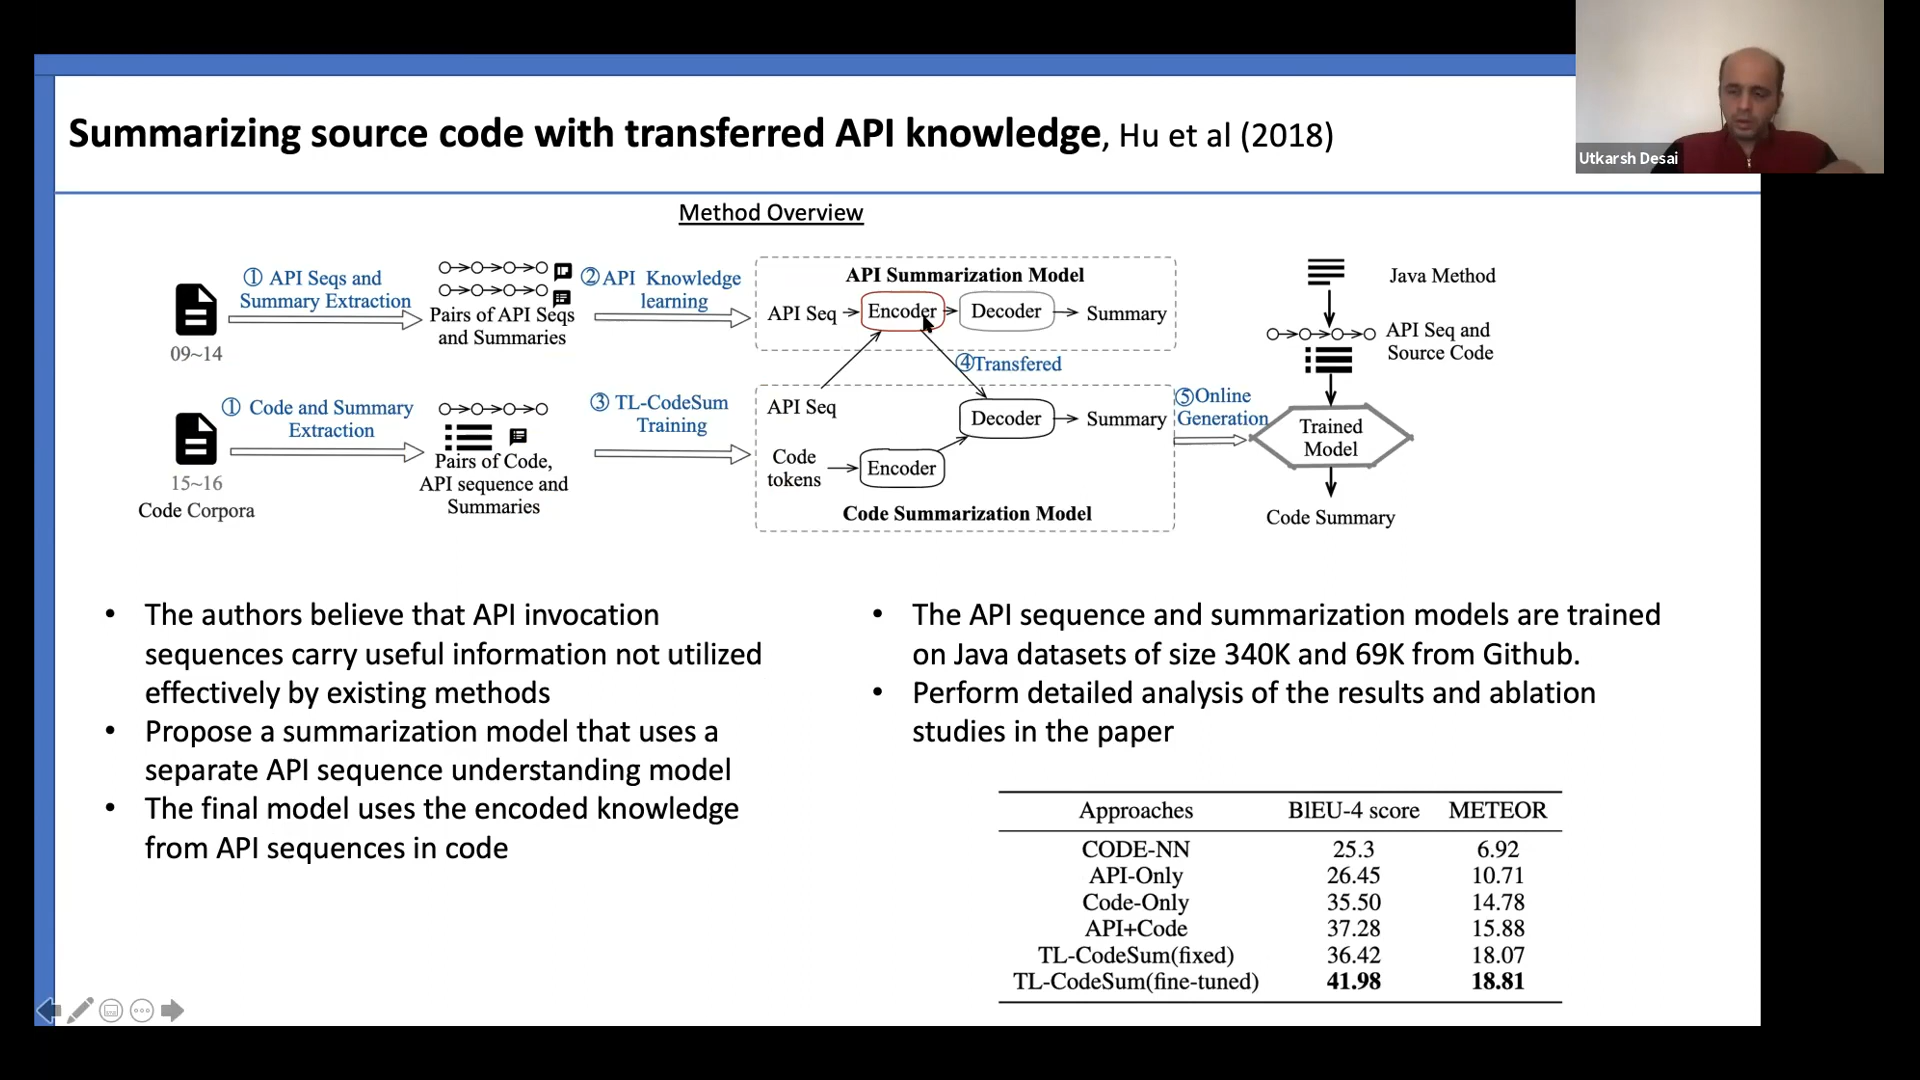 Utkarsh Desai
Summarizing source code with transferred API knowledge, Hu et al (2018)
Method Overview
① API Seqs and
Summary Extraction
09~14
Pairs of API Seqs
and Summaries
②API Knowledge
learning
API Summarization Model
API Seq
Encoder
Decoder
Summary
④Transfered
① Code and Summary
Extraction
15~16
Code Corpora
Pairs of Code,
API sequence and
Summaries
③ TL-CodeSum
Training
API Seq
Decoder
Summary
Code
tokens
Encoder
Code Summarization Model
⑤Online
Generation
Java Method
API Seq and
Source Code
Trained
Model
Code Summary
• The authors believe that API invocation
sequences carry useful information not utilized
effectively by existing methods
• Propose a summarization model that uses a
separate API sequence understanding model
• The final model uses the encoded knowledge
from API sequences in code
• The API sequence and summarization models are trained
on Java datasets of size 340K and 69K from Github.
• Perform detailed analysis of the results and ablation
studies in the paper
Approaches BlEU-4 score METEOR
CODE-NN 25.3 6.92
API-Only 26.45 10.71
Code-Only 35.50 14.78
API+Code 37.28 15.88
TL-CodeSum(fixed) 36.42 18.07
TL-CodeSum(fine-tuned) 41.98 18.81